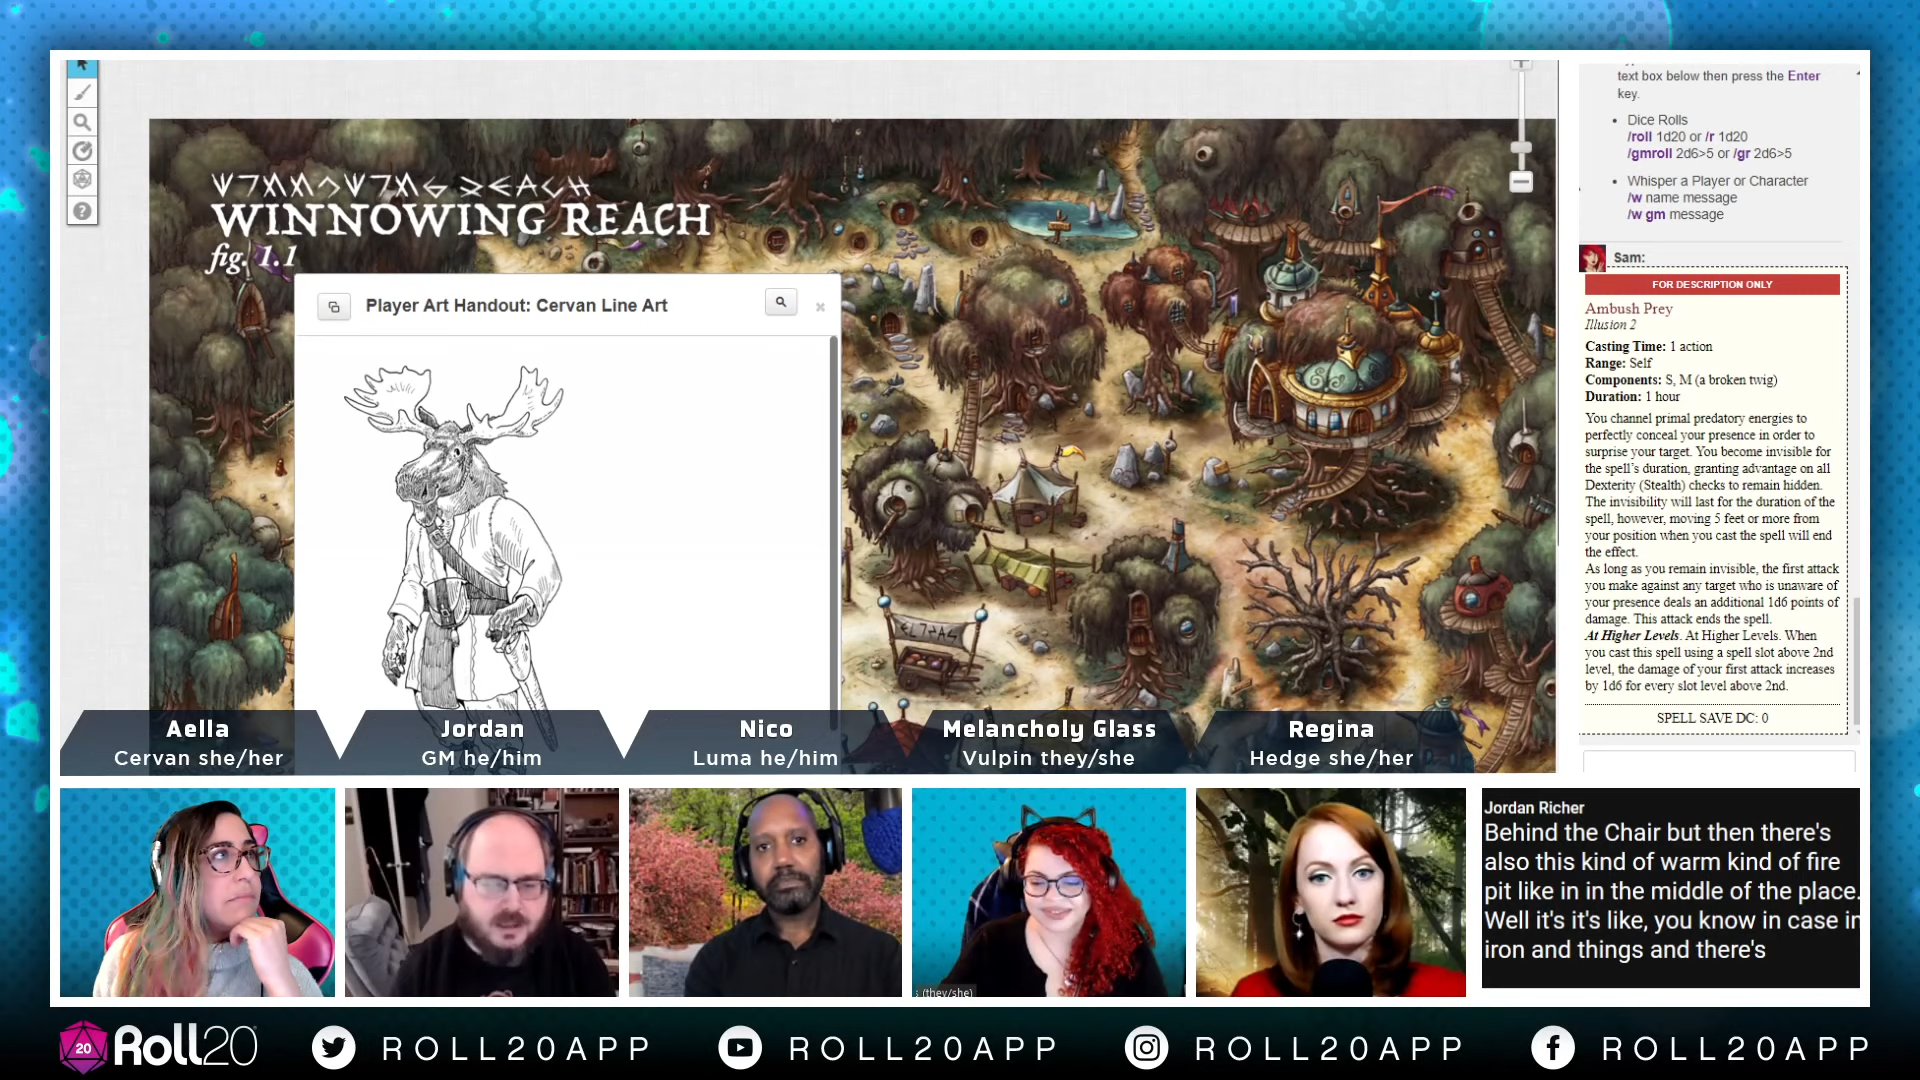 WINNOWING REACH
fig. 1.1
Player Art Handout: Cervan Line Art
text box below then press the Enter
key.
Dice Rolls
/roll 1d20 or /r 1d20
/gmroll 2d6>5 or /gr 2d6>5
Whisper a Player or Character
/w name message
/w gm message
Sam:
FOR DESCRIPTION ONLY
Ambush Prey
Illusion 2
Casting Time: 1 action
Range: Self
Components: S, M (a broken twig)
Duration: 1 hour
You channel primal predatory energies to
perfectly conceal your presence in order to
surprise your target. You become invisible for
the spell's duration, granting advantage on all
Dexterity (Stealth) checks to remain hidden.
The invisibility will last for the duration of the
spell, however, moving 5 feet or more from
your position when you cast the spell will end
the effect.
As long as you remain invisible, the first attack
you make against any target who is unaware of
your presence deals an additional 1d6 points of
damage. This attack ends the spell.
At Higher Levels. At Higher Levels. When
you cast this spell using a spell slot above 2nd
level, the damage of your first attack increases
by 1d6 for every slot level above 2nd.
SPELL SAVE DC: 0
Aella
Cervan she/her
Jordan
GM he/him
Nico
Luma he/him
Melancholy Glass
Vulpin they/she
Regina
Hedge she/her
s (they/she)
Jordan Richer
Behind the Chair but then there's
also this kind of warm kind of fire
pit like in in the middle of the place.
Well it's it's like, you know in case in
iron and things and there's
20 Roll20
ROLL20APP
ROLL20APP
ROLL20APP
ROLL20APP